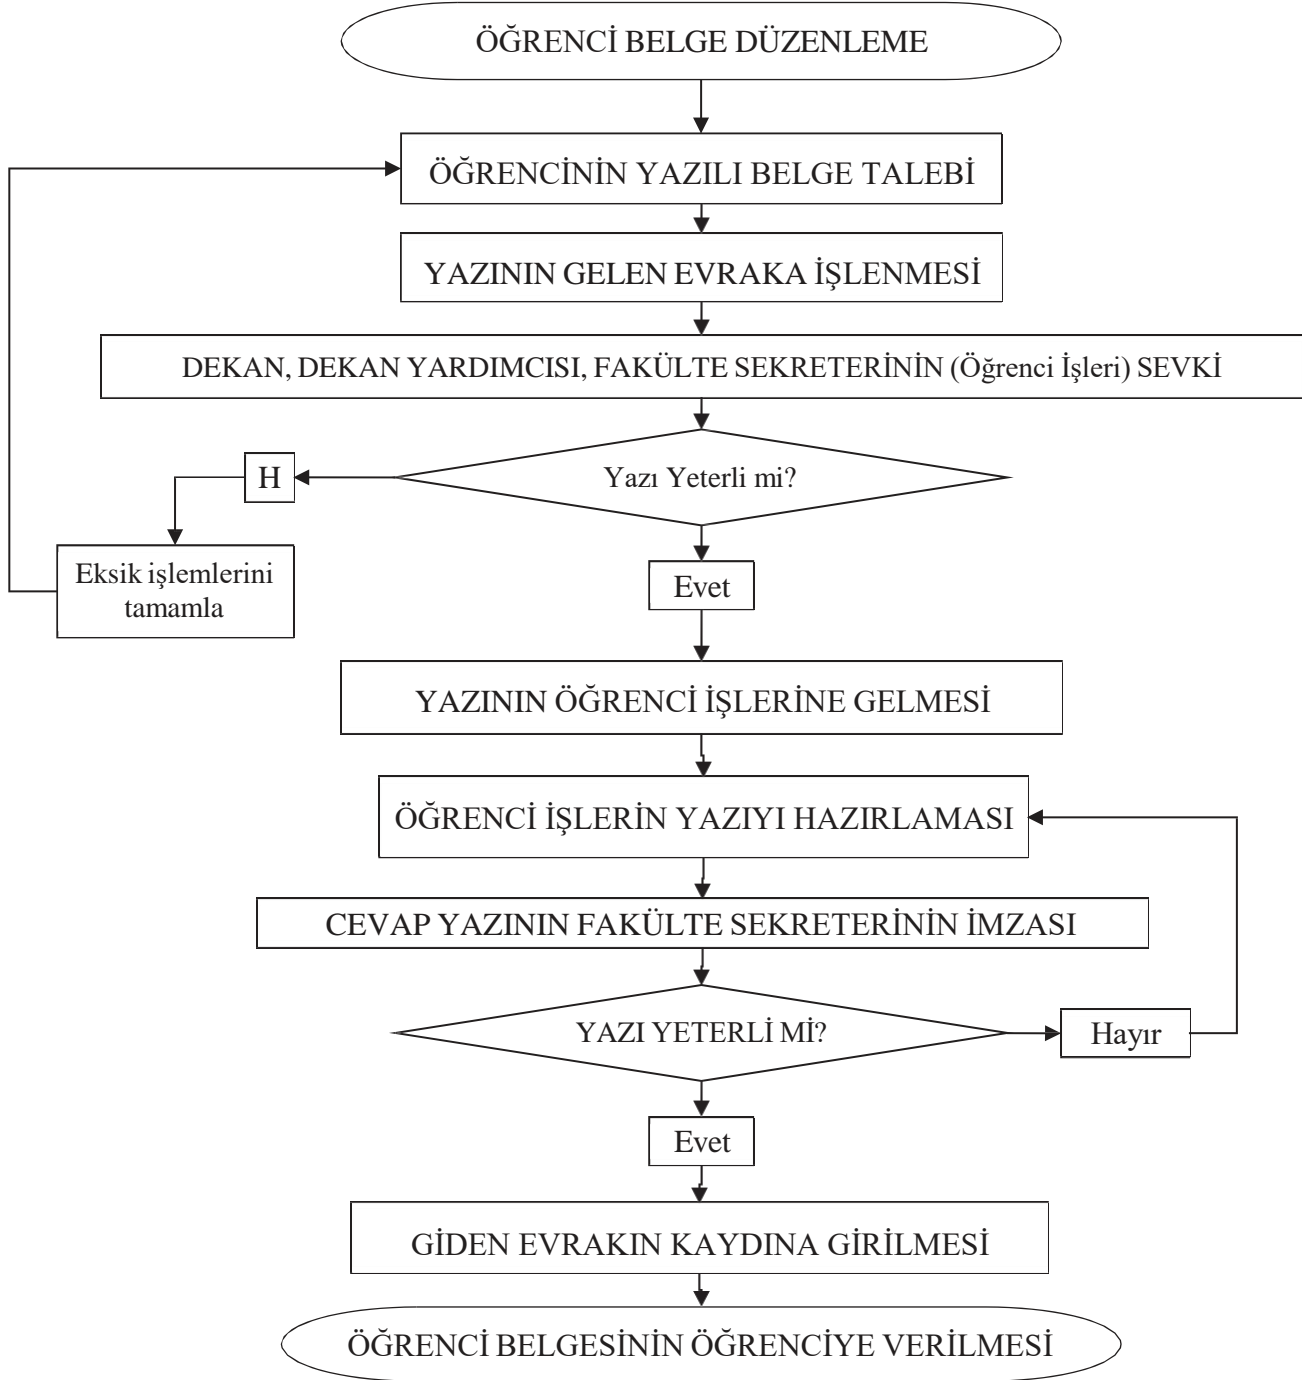 ÖĞRENCİ BELGE DÜZENLEME
ÖĞRENCİNİN YAZILI BELGE TALEBİ
YAZININ GELEN EVRAKA İŞLENMESİ
DEKAN, DEKAN YARDIMCISI, FAKÜLTE SEKRETERİNİN (Öğrenci İşleri) SEVKİ
Yazı Yeterli mi?
H
Eksik işlemlerini
tamamla
Evet
YAZININ ÖĞRENCİ İŞLERİNE GELMESİ
ÖĞRENCİ İŞLERİN YAZIYI HAZIRLAMASI
CEVAP YAZININ FAKÜLTE SEKRETERİNİN İMZASI
YAZI YETERLİ Mİ?
Hayır
Evet
GİDEN EVRAKIN KAYDINA GİRİLMESİ
ÖĞRENCİ BELGESİNİN ÖĞRENCİYE VERİLMESİ